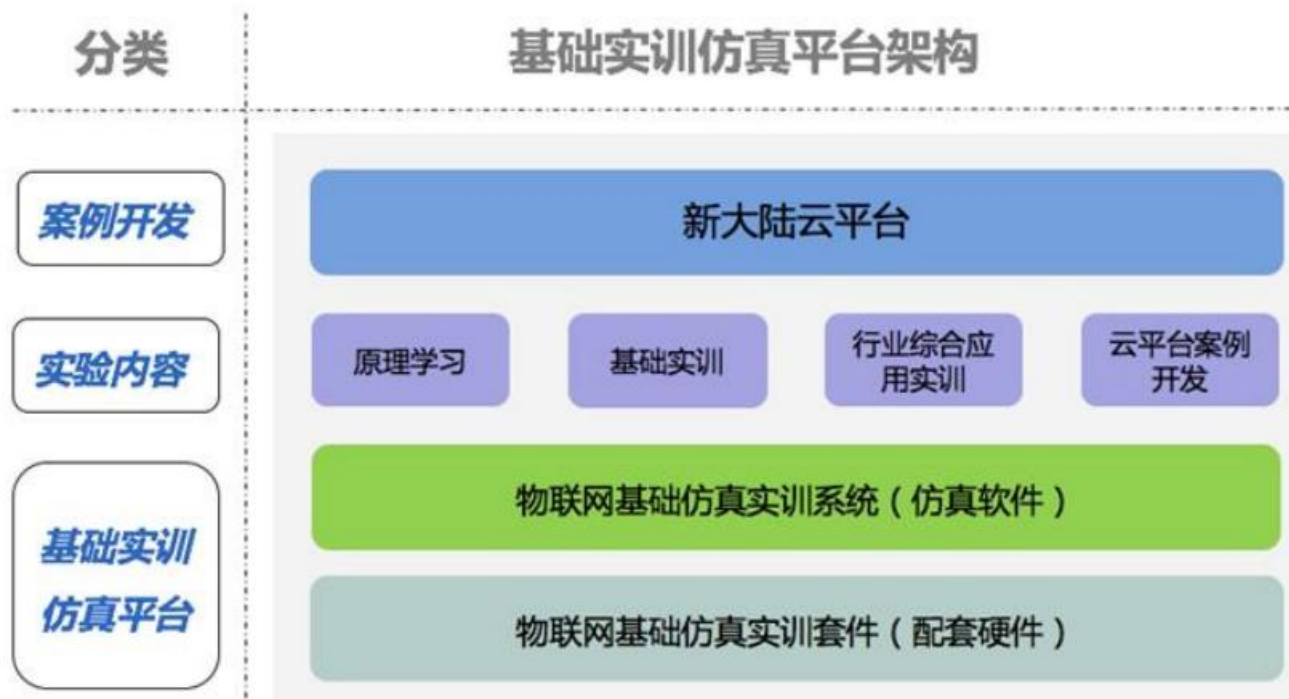 分类
基础实训仿真平台架构
案例开发
新大陆云平台
实验内容
原理学习
基础实训
行业综合应
用实训
云平台案例
开发
基础实训
仿真平台
物联网基础仿真实训系统（仿真软件）
物联网基础仿真实训套件（配套硬件）